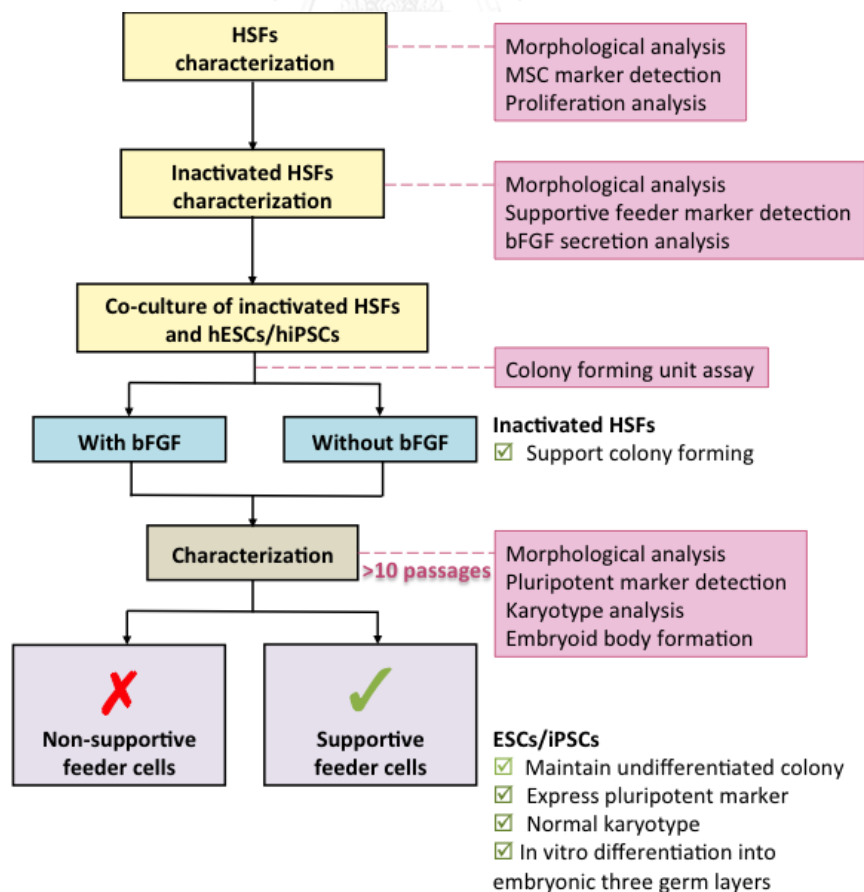 HSFs
characterization
Morphological analysis
MSC marker detection
Proliferation analysis
Inactivated HSFs
characterization
Morphological analysis
Supportive feeder marker detection
bFGF secretion analysis
Co-culture of inactivated HSFs
and hESCs/hiPSCs
Colony forming unit assay
With bFGF
Without bFGF
Inactivated HSFs
☑ Support colony forming
Characterization
>10 passages
Morphological analysis
Pluripotent marker detection
Karyotype analysis
Embryoid body formation
✗
Non-supportive
feeder cells
✓
Supportive
feeder cells
ESCs/iPSCs
☑ Maintain undifferentiated colony
☑ Express pluripotent marker
☑ Normal karyotype
☑ In vitro differentiation into
embryonic three germ layers